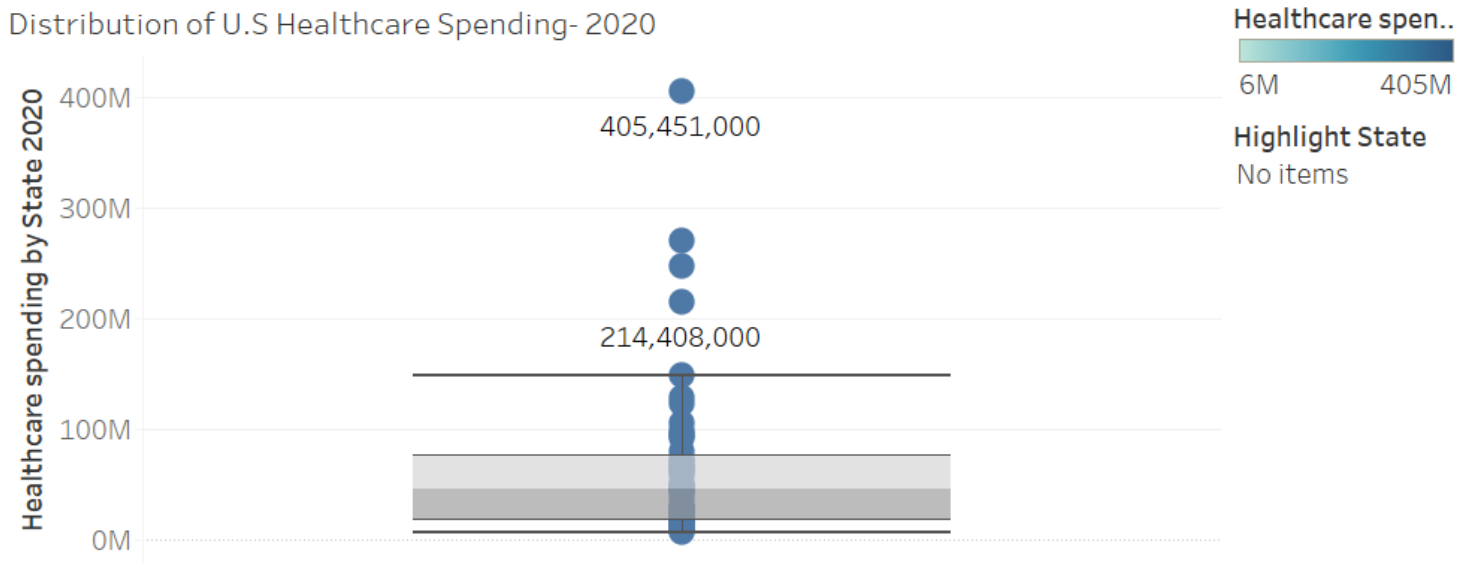 Distribution of U.S Healthcare Spending- 2020
Healthcare spending by State 2020
400M
300M
200M
100M
0M
405,451,000
214,408,000
Healthcare spen..
6M 405M
Highlight State
No items